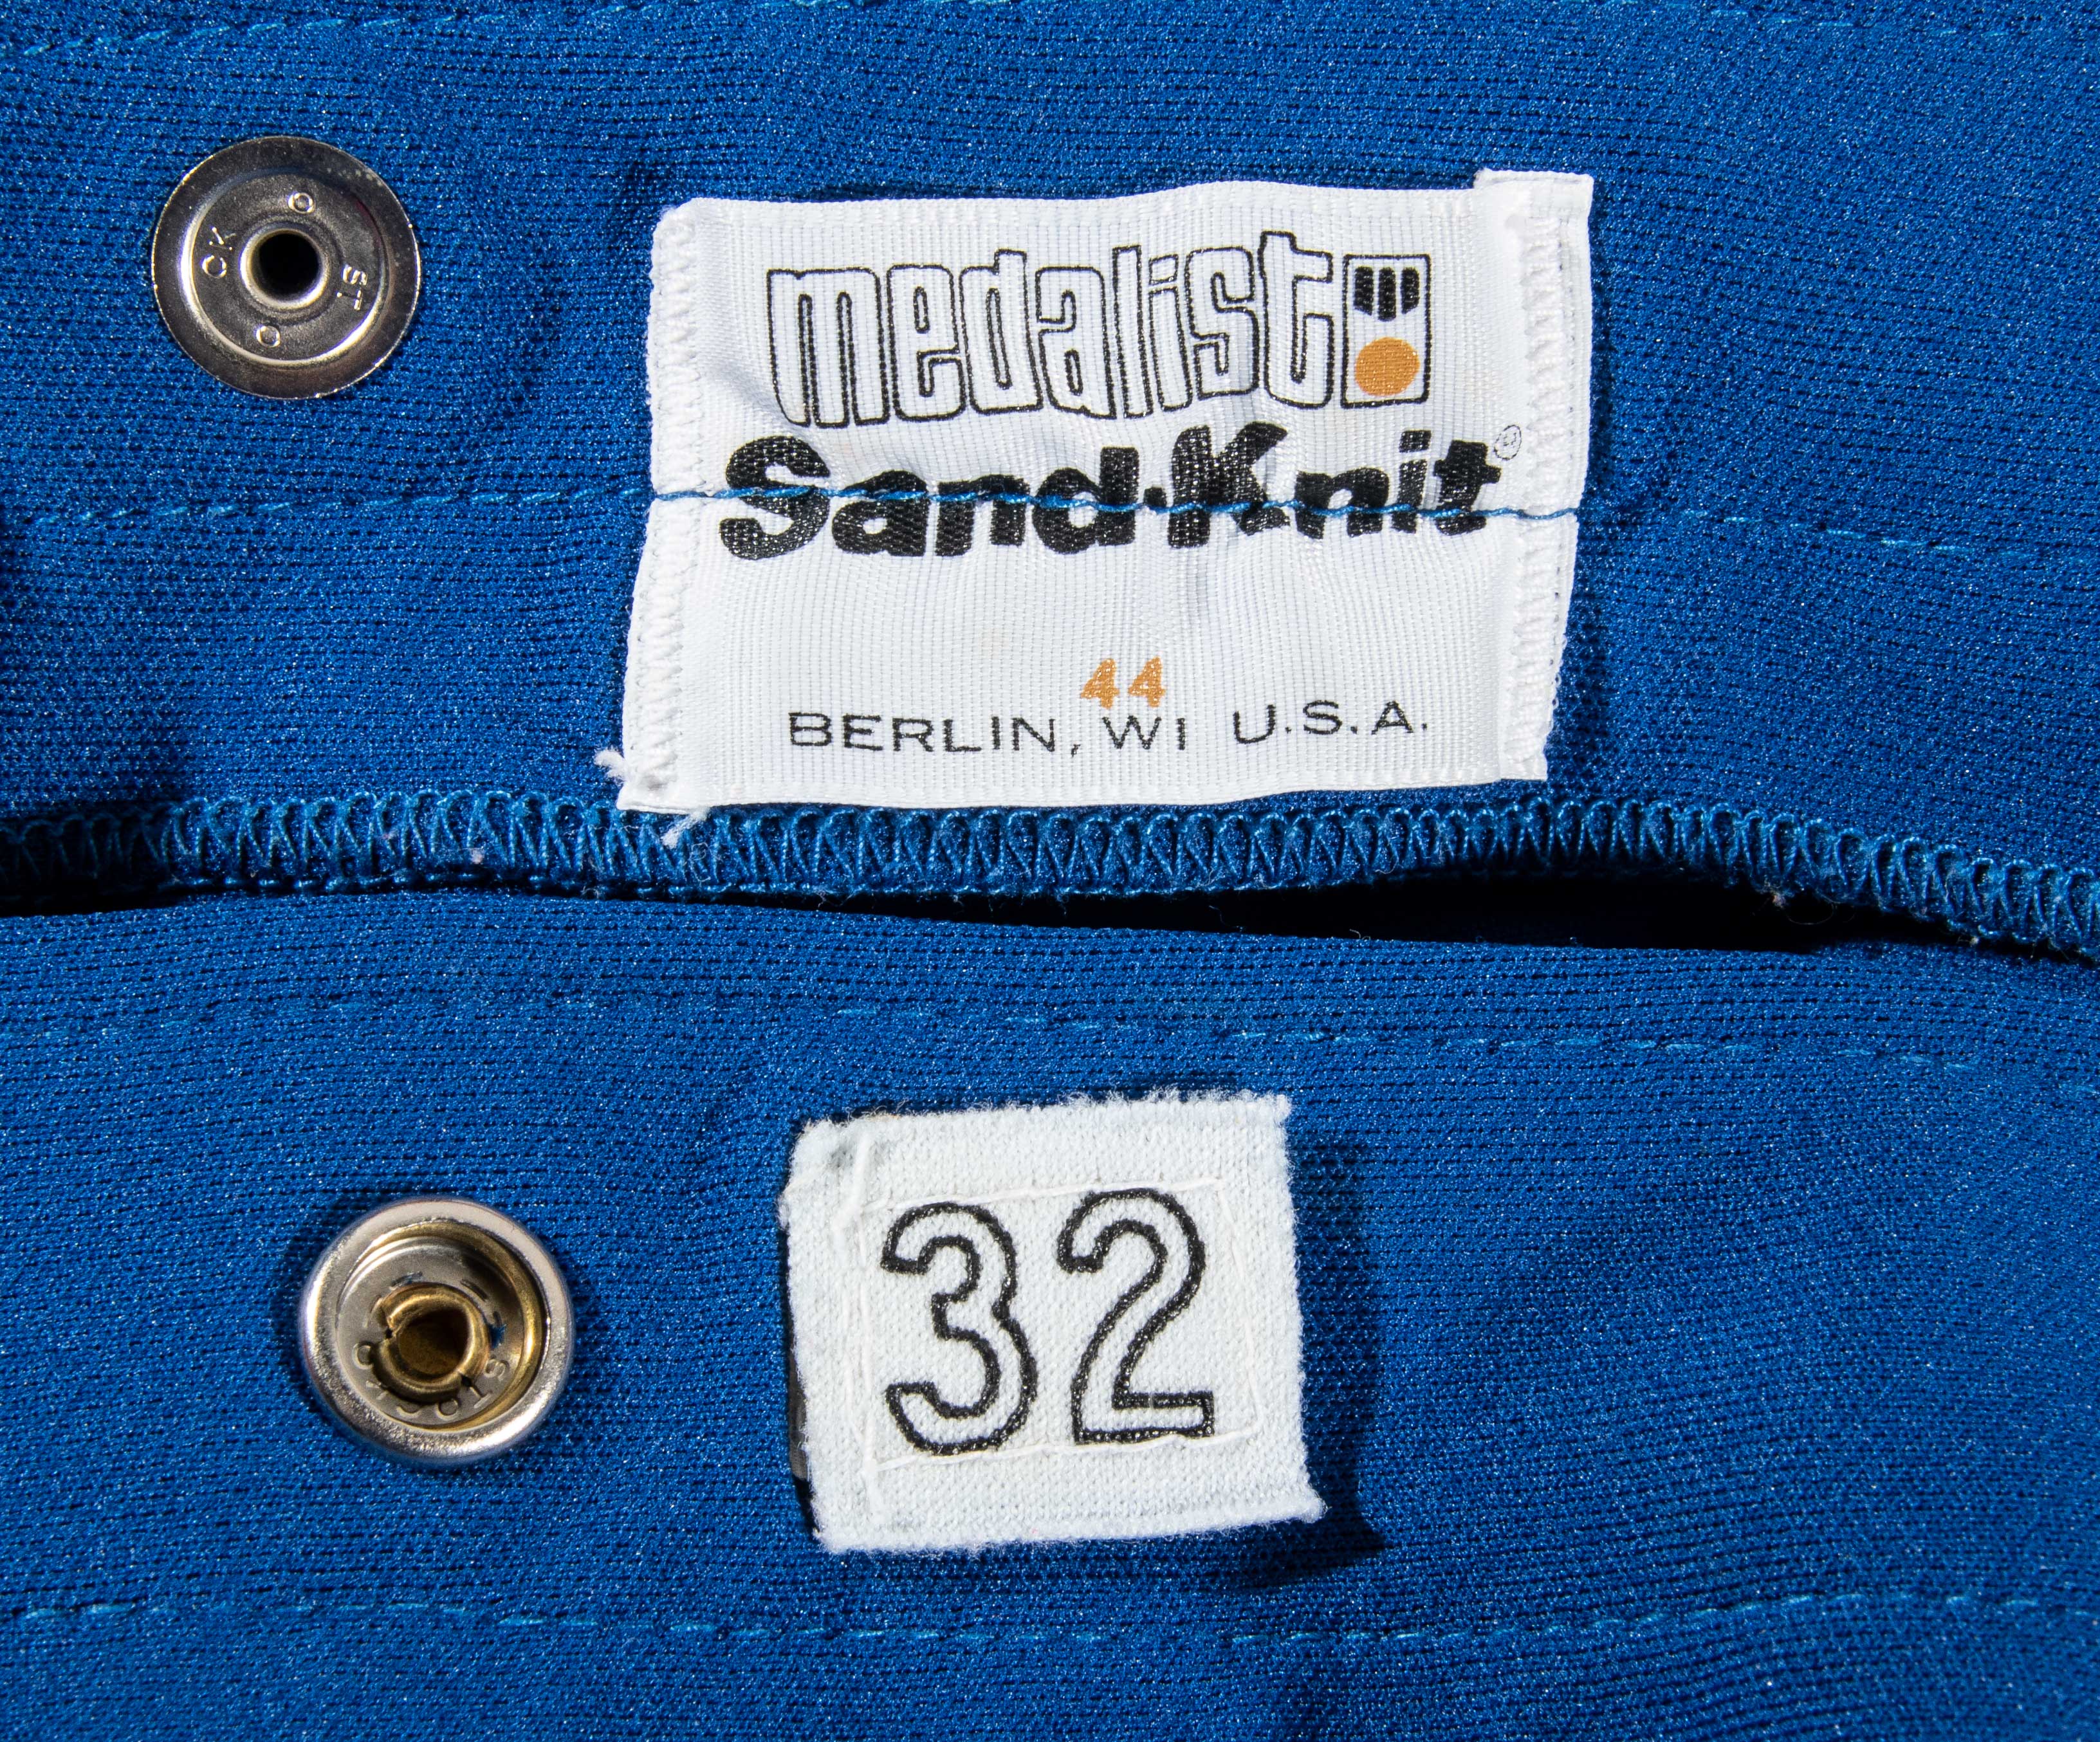 medalist
Sand·Knit®
44
BERLIN, WI U.S.A.
32